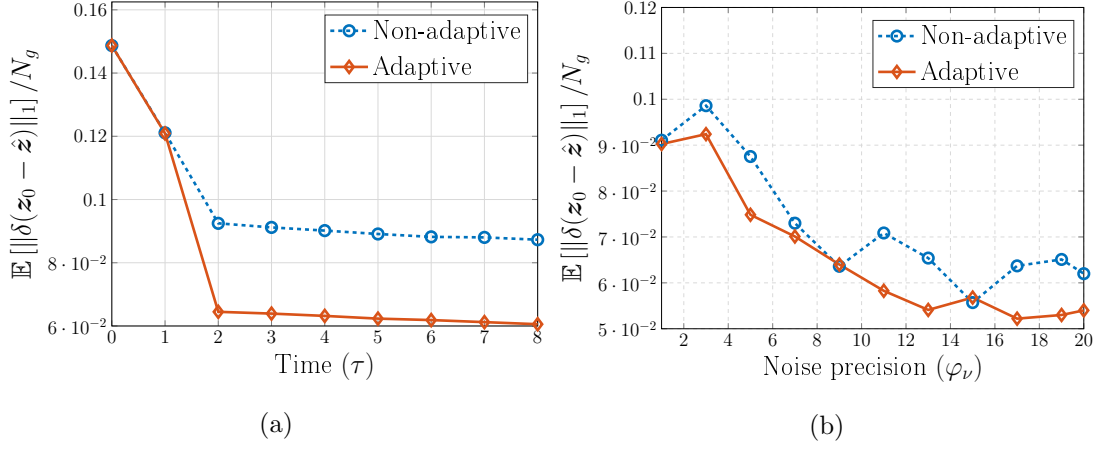 0.16
0.14
0.12
0.1
8 · 10⁻²
6 · 10⁻²
𝔼 [||δ(𝒛₀ − 𝒛̂)||₁] /N_g
Non-adaptive
Adaptive
0 1 2 3 4 5 6 7 8
Time (τ)
(a)
0.12
0.11
0.1
9 · 10⁻²
8 · 10⁻²
7 · 10⁻²
6 · 10⁻²
5 · 10⁻²
𝔼 [||δ(𝒛₀ − 𝒛̂)||₁] /N_g
Non-adaptive
Adaptive
2 4 6 8 10 12 14 16 18 20
Noise precision (φ_ν)
(b)